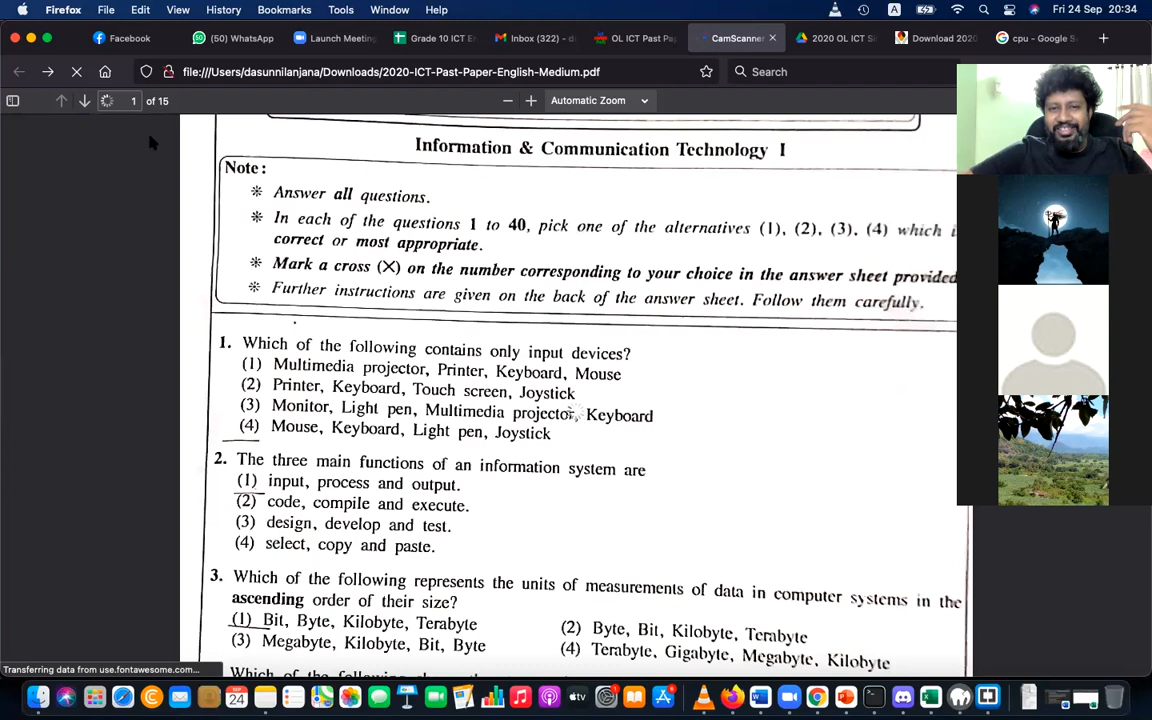 Firefox File Edit View History Bookmarks Tools Window Help A Fri 24 Sep 20:34
Facebook (50) WhatsApp Launch Meeting Grade 10 ICT E Inbox (322) OL ICT Past Pa CamScanner 2020 OL ICT Si Download 2020 cpu - Google S
file:///Users/dasunnilanjana/Downloads/2020-ICT-Past-Paper-English-Medium.pdf Search
1 of 15 Automatic Zoom
Information & Communication Technology I
Note:
Answer all questions.
In each of the questions 1 to 40, pick one of the alternatives (1), (2), (3), (4) which i
correct or most appropriate.
Mark a cross (X) on the number corresponding to your choice in the answer sheet provided
Further instructions are given on the back of the answer sheet. Follow them carefully.
1. Which of the following contains only input devices?
(1) Multimedia projector, Printer, Keyboard, Mouse
(2) Printer, Keyboard, Touch screen, Joystick
(3) Monitor, Light pen, Multimedia projector, Keyboard
(4) Mouse, Keyboard, Light pen, Joystick
2. The three main functions of an information system are
(1) input, process and output.
(2) code, compile and execute.
(3) design, develop and test.
(4) select, copy and paste.
3. Which of the following represents the units of measurements of data in computer systems in the
ascending order of their size?
(1) Bit, Byte, Kilobyte, Terabyte (2) Byte, Bit, Kilobyte, Terabyte
(3) Megabyte, Kilobyte, Bit, Byte (4) Terabyte, Gigabyte, Megabyte, Kilobyte
Transferring data from use.fontawesome.com...
Which of the following
SEP
24
tv